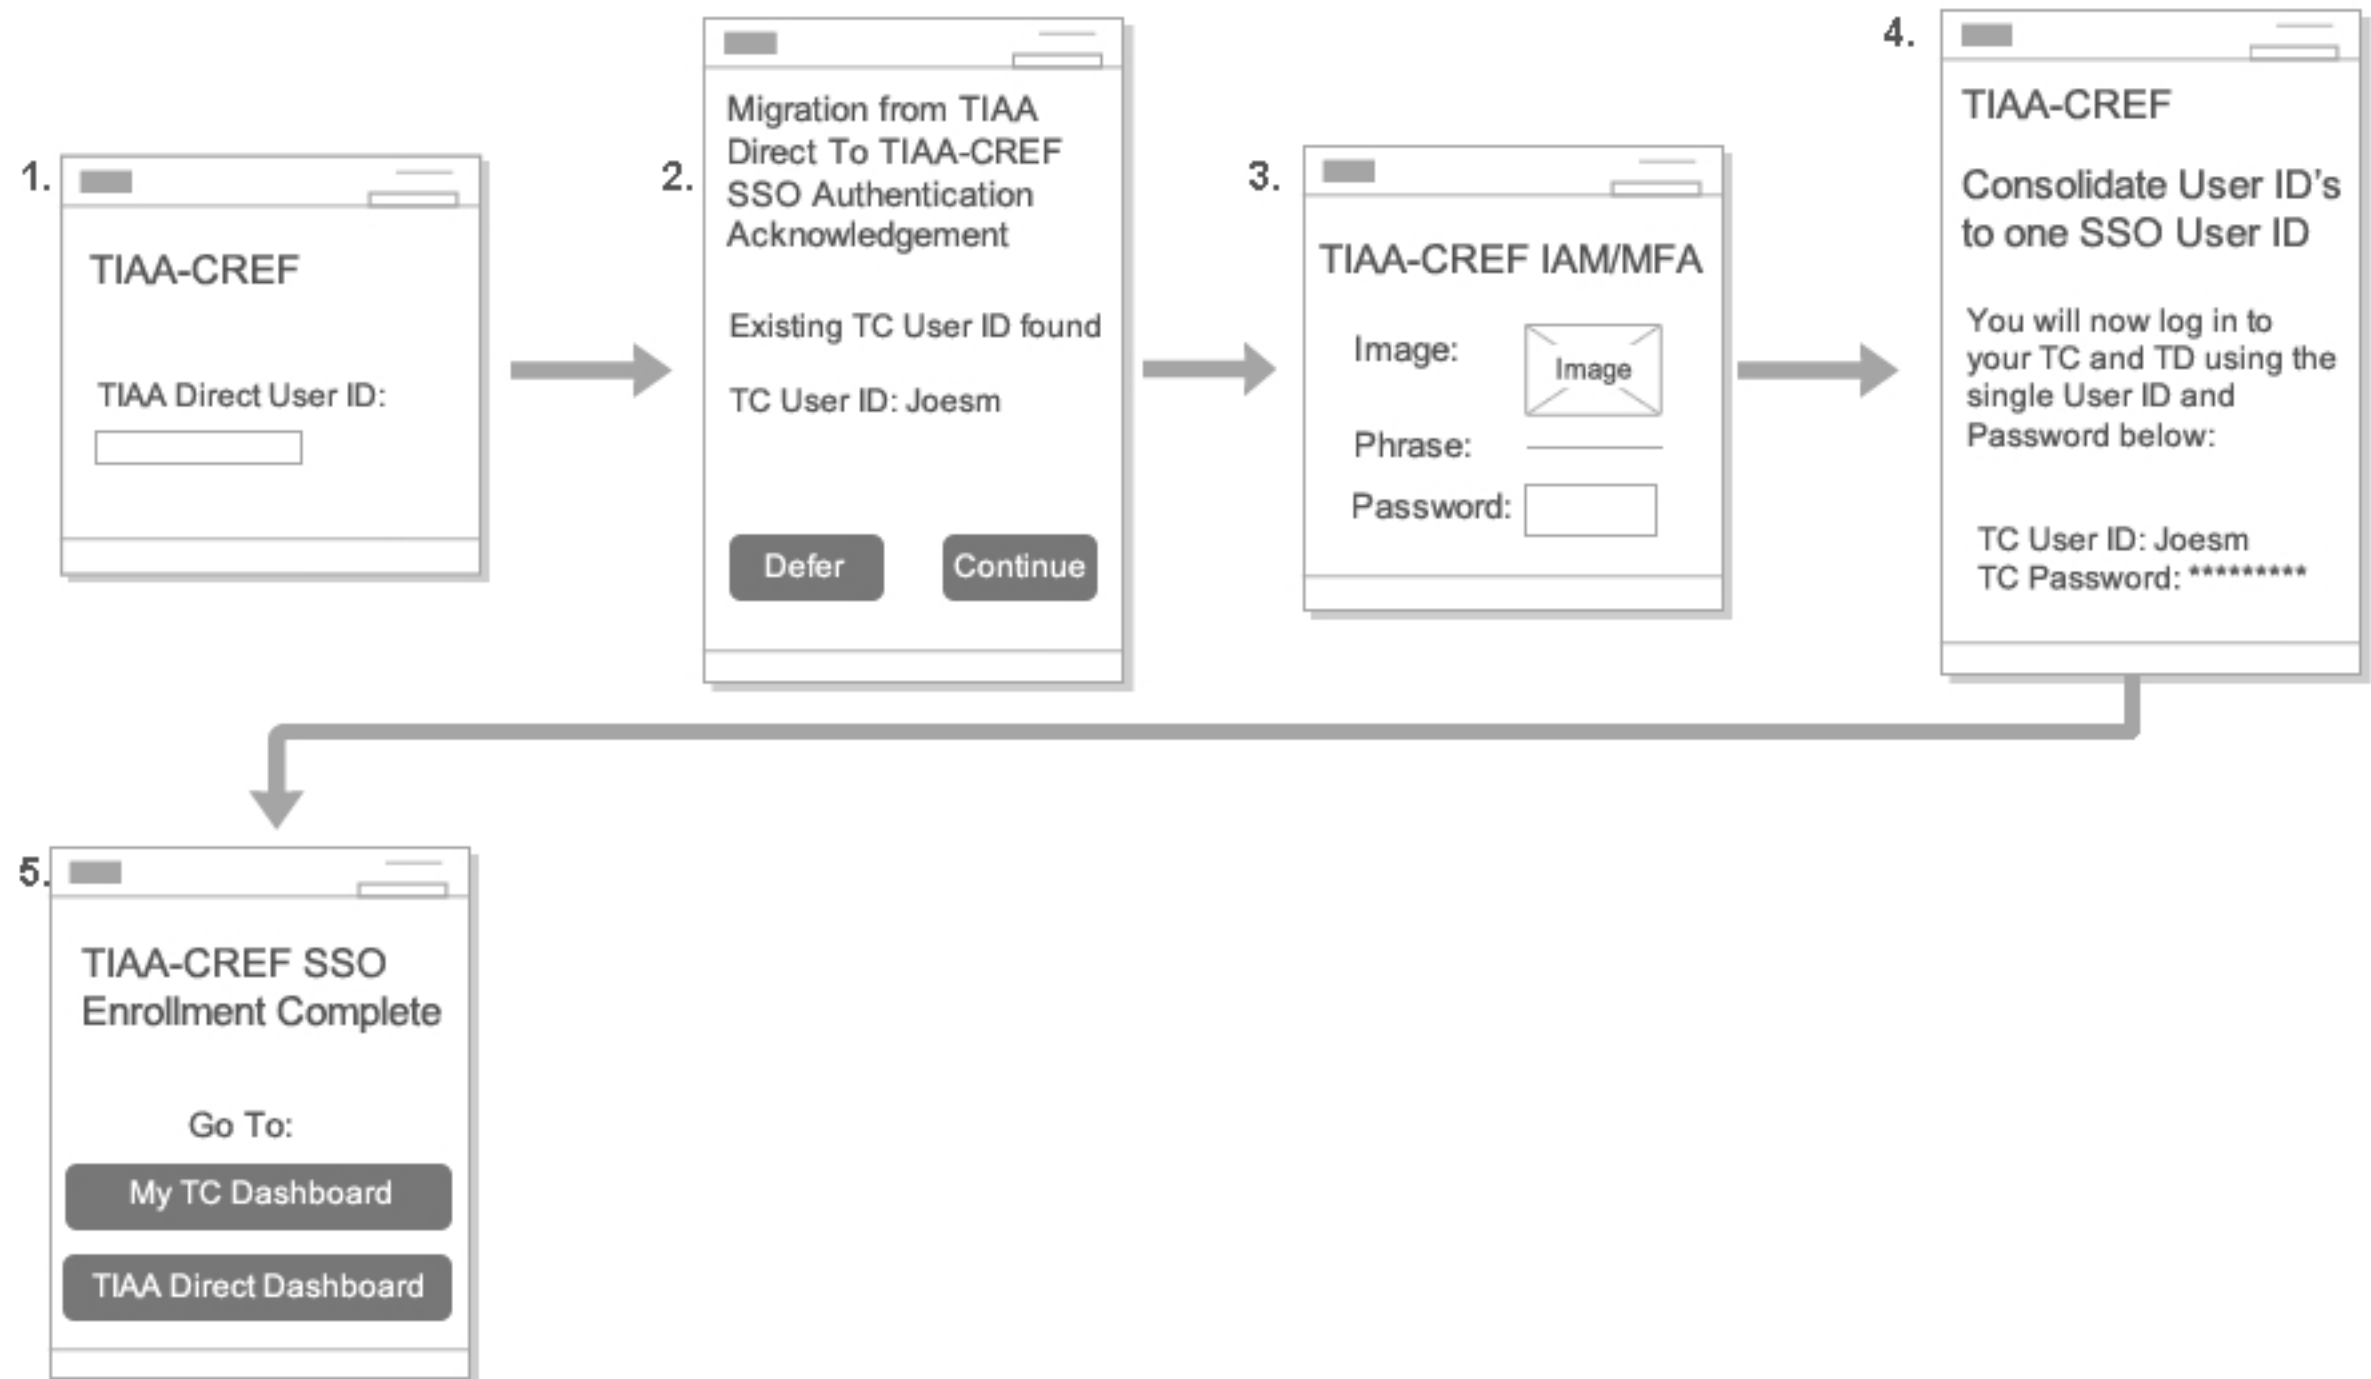 1.
TIAA-CREF
TIAA Direct User ID:
2.
Migration from TIAA
Direct To TIAA-CREF
SSO Authentication
Acknowledgement
Existing TC User ID found
TC User ID: Joesm
Defer
Continue
3.
TIAA-CREF IAM/MFA
Image:
Image
Phrase:
Password:
4.
TIAA-CREF
Consolidate User ID's
to one SSO User ID
You will now log in to
your TC and TD using the
single User ID and
Password below:
TC User ID: Joesm
TC Password: *********
5.
TIAA-CREF SSO
Enrollment Complete
Go To:
My TC Dashboard
TIAA Direct Dashboard